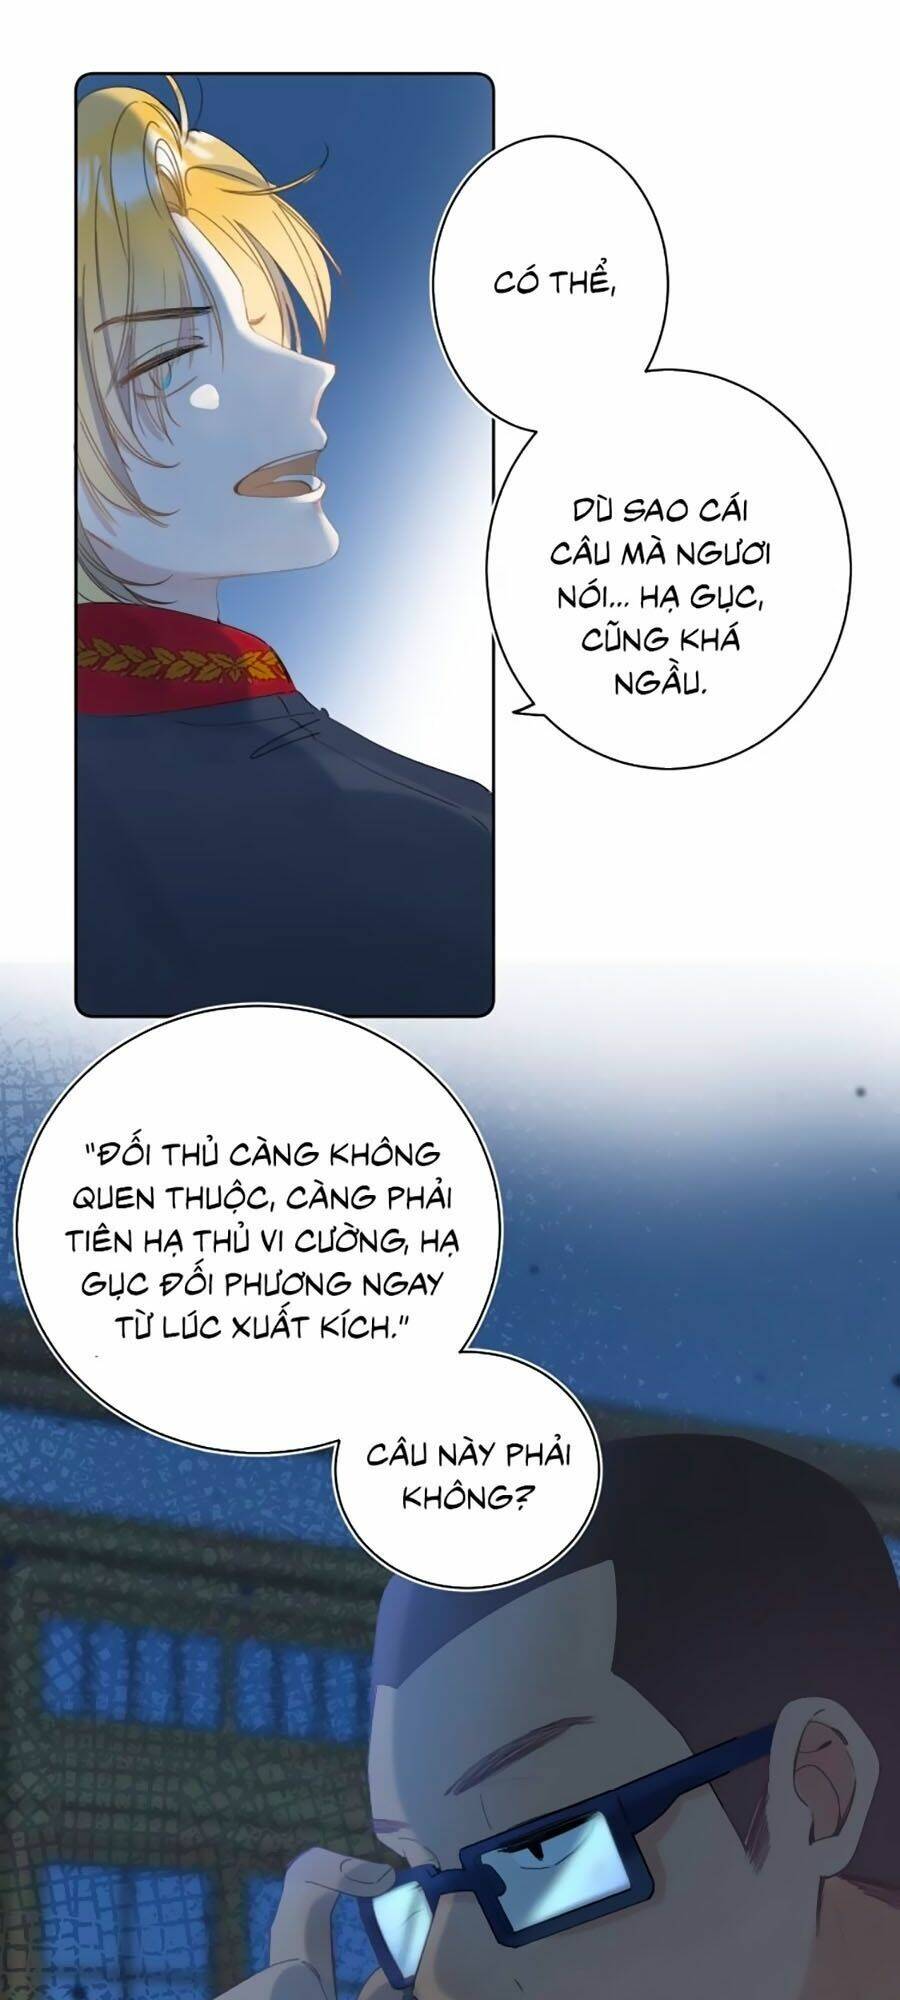 CÓ THỂ,
DÙ SAO CÁI
CÂU MÀ NGƯƠI
NÓI... HẠ GỤC,
CŨNG KHÁ
NGẦU.
"ĐỐI THỦ CÀNG KHÔNG
QUEN THUỘC, CÀNG PHẢI
TIÊN HẠ THỦ VI CƯỜNG, HẠ
GỤC ĐỐI PHƯƠNG NGAY
TỪ LÚC XUẤT KÍCH."
CÂU NÀY PHẢI
KHÔNG?